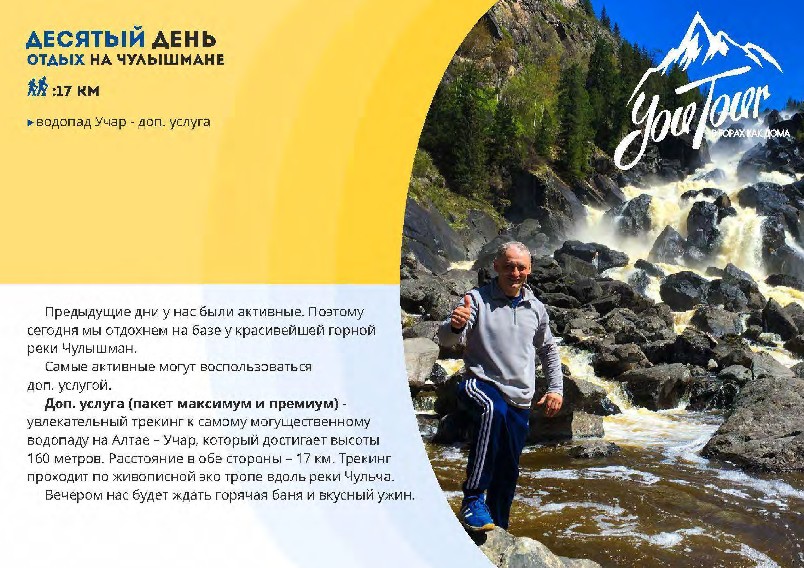 ДЕСЯТЫЙ ДЕНЬ
ОТДЫХ НА ЧУЛЫШМАНЕ
:17 КМ
водопад Учар - доп. услуга
You Tour
В ГОРАХ КАК ДОМА
Предыдущие дни у нас были активные. Поэтому
сегодня мы отдохнем на базе у красивейшей горной
реки Чулышман.
Самые активные могут воспользоваться
доп. услугой.
Доп. услуга (пакет максимум и премиум) -
увлекательный трекинг к самому могущественному
водопаду на Алтае – Учар, который достигает высоты
160 метров. Расстояние в обе стороны – 17 км. Трекинг
проходит по живописной эко тропе вдоль реки Чульча.
Вечером нас будет ждать горячая баня и вкусный ужин.